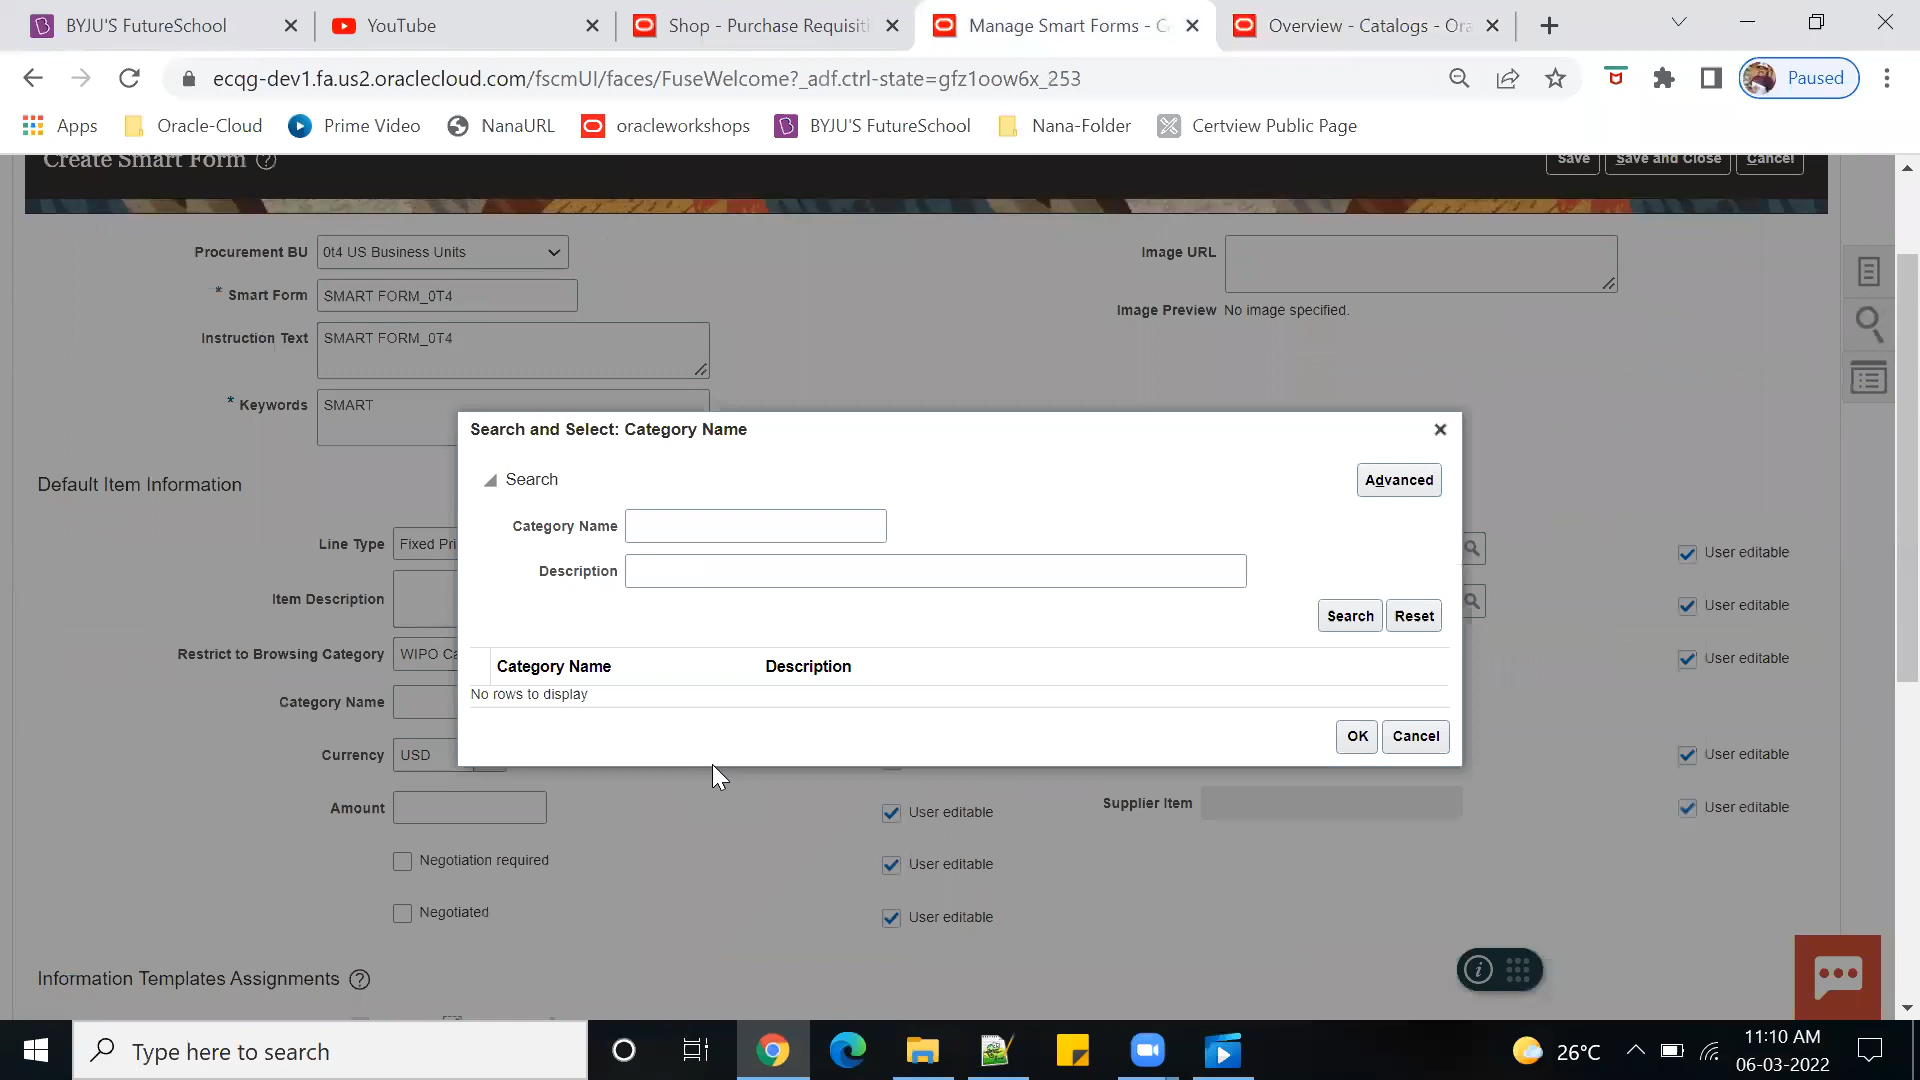 BYJU'S FutureSchool
YouTube
Shop - Purchase Requisiti
Manage Smart Forms - C
Overview - Catalogs - Ora
ecqg-dev1.fa.us2.oraclecloud.com/fscmUI/faces/FuseWelcome?_adf.ctrl-state=gfz1oow6x_253
Paused
Apps
Oracle-Cloud
Prime Video
NanaURL
oracleworkshops
BYJU'S FutureSchool
Nana-Folder
Certview Public Page
Create Smart Form ?
Save
Save and Close
Cancel
Procurement BU 0t4 US Business Units
* Smart Form SMART FORM_0T4
Instruction Text SMART FORM_0T4
* Keywords SMART
Image URL
Image Preview No image specified.
Search and Select: Category Name
Search
Advanced
Category Name
Description
Search
Reset
Category Name Description
No rows to display
OK
Cancel
Default Item Information
Line Type Fixed Pri
Item Description
Restrict to Browsing Category WIPO Ca
Category Name
Currency USD
Amount
User editable
Negotiation required
User editable
Negotiated
User editable
User editable
User editable
User editable
User editable
Supplier Item
User editable
Information Templates Assignments ?
Type here to search
26°C
11:10 AM
06-03-2022